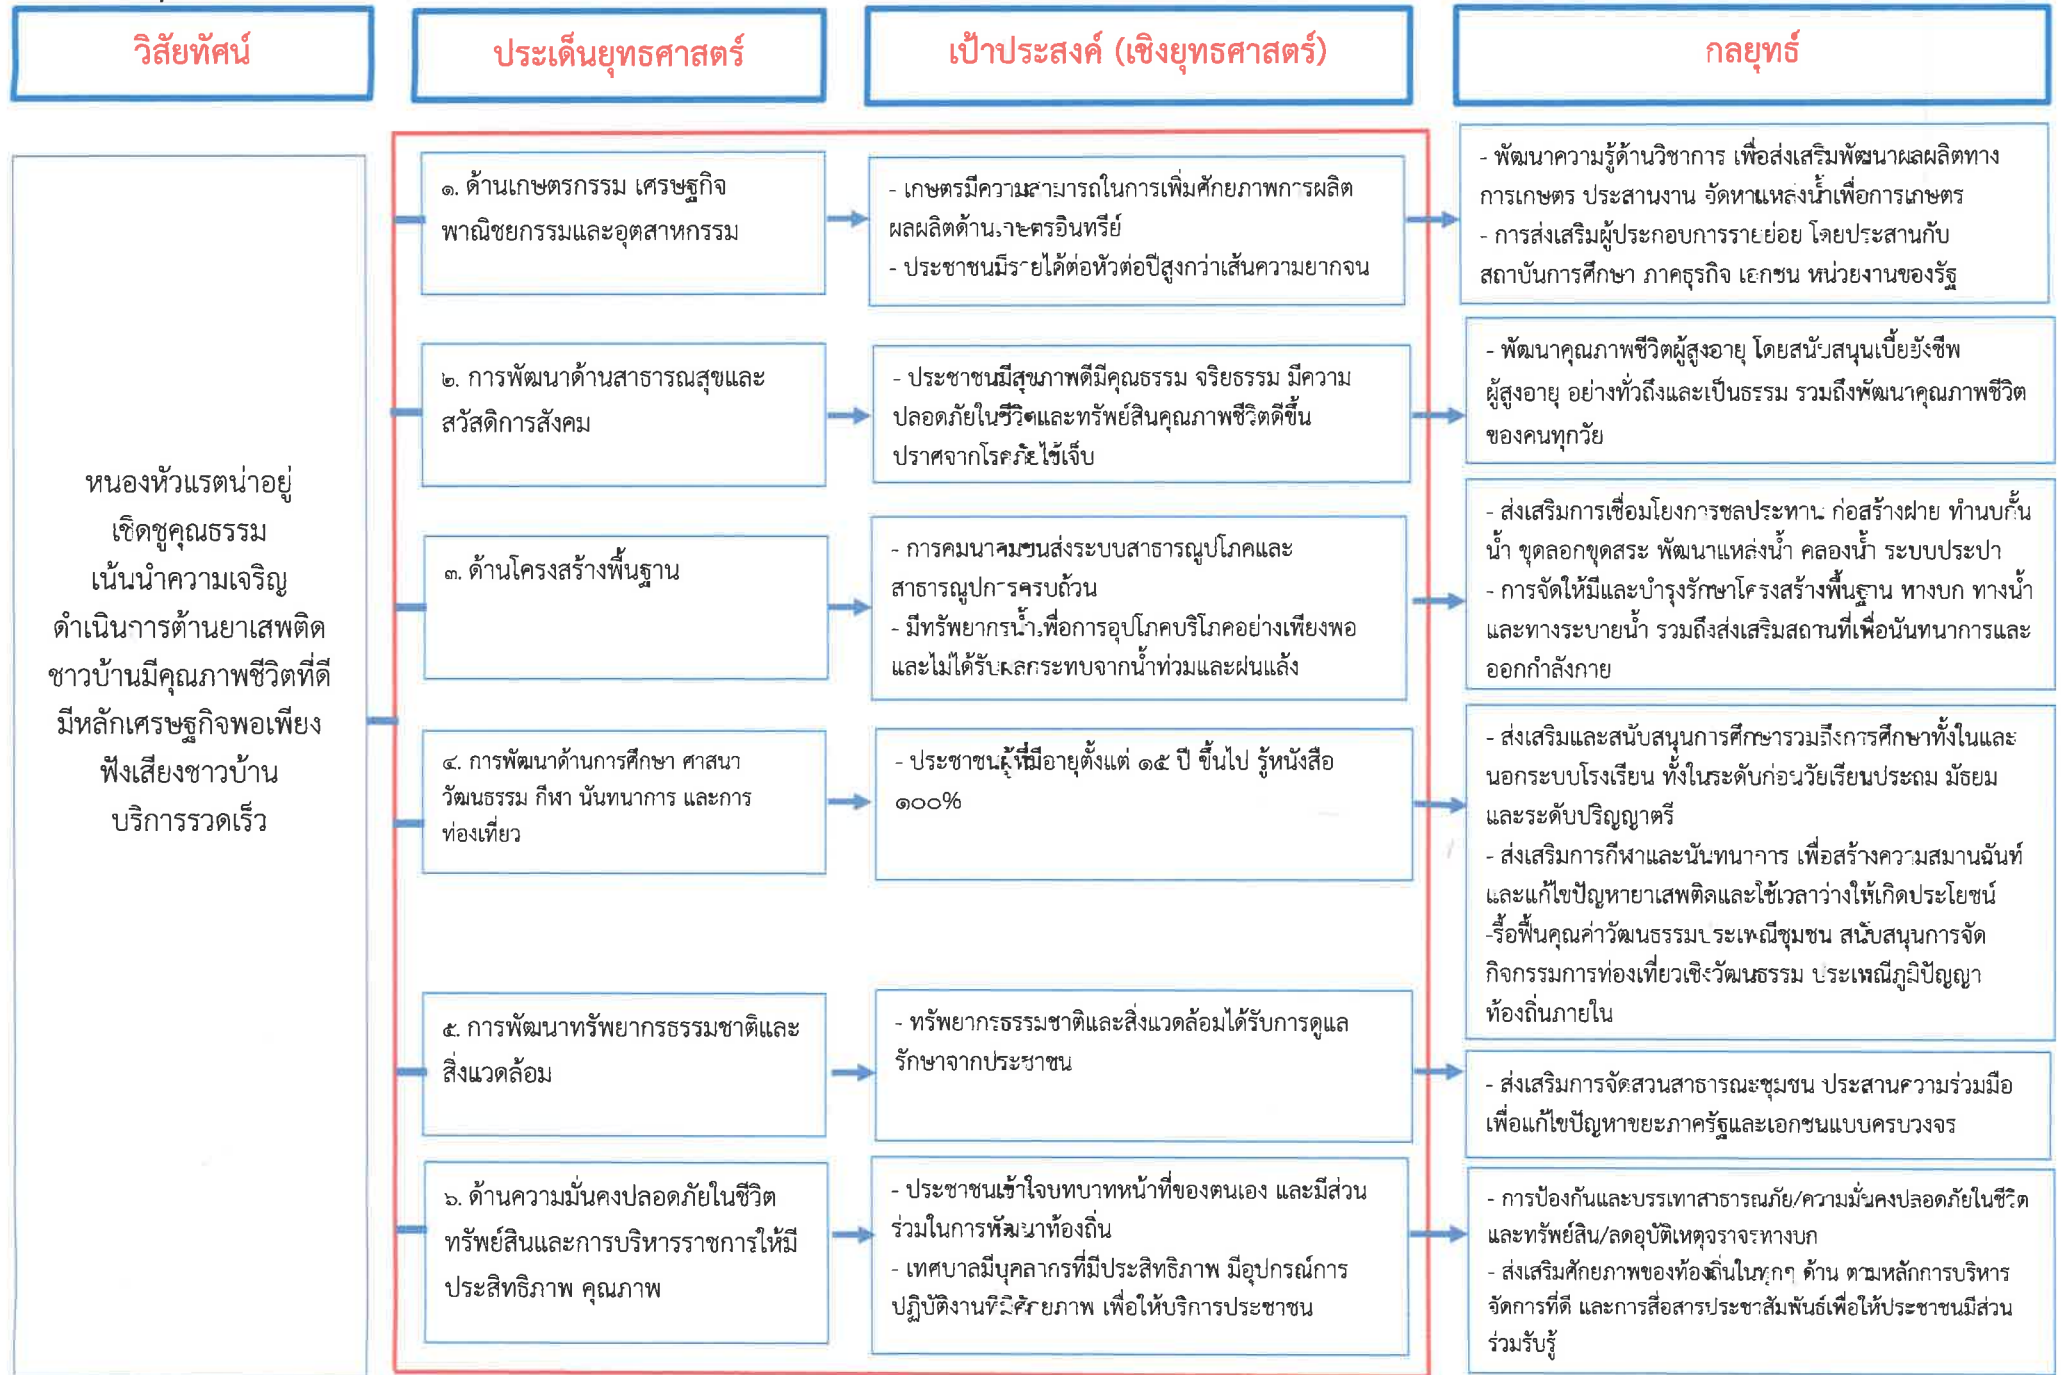 วิสัยทัศน์
ประเด็นยุทธศาสตร์
เป้าประสงค์ (เชิงยุทธศาสตร์)
กลยุทธ์
หนองหัวแรตน่าอยู่
เชิดชูคุณธรรม
เน้นนำความเจริญ
ดำเนินการต้านยาเสพติด
ชาวบ้านมีคุณภาพชีวิตที่ดี
มีหลักเศรษฐกิจพอเพียง
ฟังเสียงชาวบ้าน
บริการรวดเร็ว
๑. ด้านเกษตรกรรม เศรษฐกิจ
พาณิชยกรรมและอุตสาหกรรม
- เกษตรมีความสามารถในการเพิ่มศักยภาพการผลิต
ผลผลิตด้านเกษตรอินทรีย์
- ประชาชนมีรายได้ต่อหัวต่อปีสูงกว่าเส้นความยากจน
- พัฒนาความรู้ด้านวิชาการ เพื่อส่งเสริมพัฒนาผลผลิตทาง
การเกษตร ประสานงาน จัดหาแหล่งน้ำเพื่อการเกษตร
- การส่งเสริมผู้ประกอบการรายย่อย โดยประสานกับ
สถาบันการศึกษา ภาคธุรกิจ เอกชน หน่วยงานของรัฐ
๒. การพัฒนาด้านสาธารณสุขและ
สวัสดิการสังคม
- ประชาชนมีสุขภาพดีมีคุณธรรม จริยธรรม มีความ
ปลอดภัยในชีวิตและทรัพย์สินคุณภาพชีวิตดีขึ้น
ปราศจากโรคภัยไข้เจ็บ
- พัฒนาคุณภาพชีวิตผู้สูงอายุ โดยสนับสนุนเบี้ยยังชีพ
ผู้สูงอายุ อย่างทั่วถึงและเป็นธรรม รวมถึงพัฒนาคุณภาพชีวิต
ของคนทุกวัย
๓. ด้านโครงสร้างพื้นฐาน
- การคมนาคมขนส่งระบบสาธารณูปโภคและ
สาธารณูปการครบถ้วน
- มีทรัพยากรน้ำเพื่อการอุปโภคบริโภคอย่างเพียงพอ
และไม่ได้รับผลกระทบจากน้ำท่วมและฝนแล้ง
- ส่งเสริมการเชื่อมโยงการชลประทาน ก่อสร้างฝาย ทำนบกั้น
น้ำ ขุดลอกขุดสระ พัฒนาแหล่งน้ำ คลองน้ำ ระบบประปา
- การจัดให้มีและบำรุงรักษาโครงสร้างพื้นฐาน ทางบก ทางน้ำ
และทางระบายน้ำ รวมถึงส่งเสริมสถานที่เพื่อนันทนาการและ
ออกกำลังกาย
๔. การพัฒนาด้านการศึกษา ศาสนา
วัฒนธรรม กีฬา นันทนาการ และการ
ท่องเที่ยว
- ประชาชนผู้ที่มีอายุตั้งแต่ ๑๕ ปี ขึ้นไป รู้หนังสือ
๑๐๐%
- ส่งเสริมและสนับสนุนการศึกษารวมถึงการศึกษาทั้งในและ
นอกระบบโรงเรียน ทั้งในระดับก่อนวัยเรียนประถม มัธยม
และระดับปริญญาตรี
- ส่งเสริมการกีฬาและนันทนาการ เพื่อสร้างความสมานฉันท์
และแก้ไขปัญหายาเสพติดและใช้เวลาว่างให้เกิดประโยชน์
-รื้อฟื้นคุณค่าวัฒนธรรมประเพณีชุมชน สนับสนุนการจัด
กิจกรรมการท่องเที่ยวเชิงวัฒนธรรม ประเพณีภูมิปัญญา
ท้องถิ่นภายใน
๕. การพัฒนาทรัพยากรธรรมชาติและ
สิ่งแวดล้อม
- ทรัพยากรธรรมชาติและสิ่งแวดล้อมได้รับการดูแล
รักษาจากประชาชน
- ส่งเสริมการจัดสวนสาธารณะชุมชน ประสานความร่วมมือ
เพื่อแก้ไขปัญหาขยะภาครัฐและเอกชนแบบครบวงจร
๖. ด้านความมั่นคงปลอดภัยในชีวิต
ทรัพย์สินและการบริหารราชการให้มี
ประสิทธิภาพ คุณภาพ
- ประชาชนเข้าใจบทบาทหน้าที่ของตนเอง และมีส่วน
ร่วมในการพัฒนาท้องถิ่น
- เทศบาลมีบุคลากรที่มีประสิทธิภาพ มีอุปกรณ์การ
ปฏิบัติงานที่มีศักยภาพ เพื่อให้บริการประชาชน
- การป้องกันและบรรเทาสาธารณภัย/ความมั่นคงปลอดภัยในชีวิต
และทรัพย์สิน/ลดอุบัติเหตุจราจรทางบก
- ส่งเสริมศักยภาพของท้องถิ่นในทุกๆ ด้าน ตามหลักการบริหาร
จัดการที่ดี และการสื่อสารประชาสัมพันธ์เพื่อให้ประชาชนมีส่วน
ร่วมรับรู้